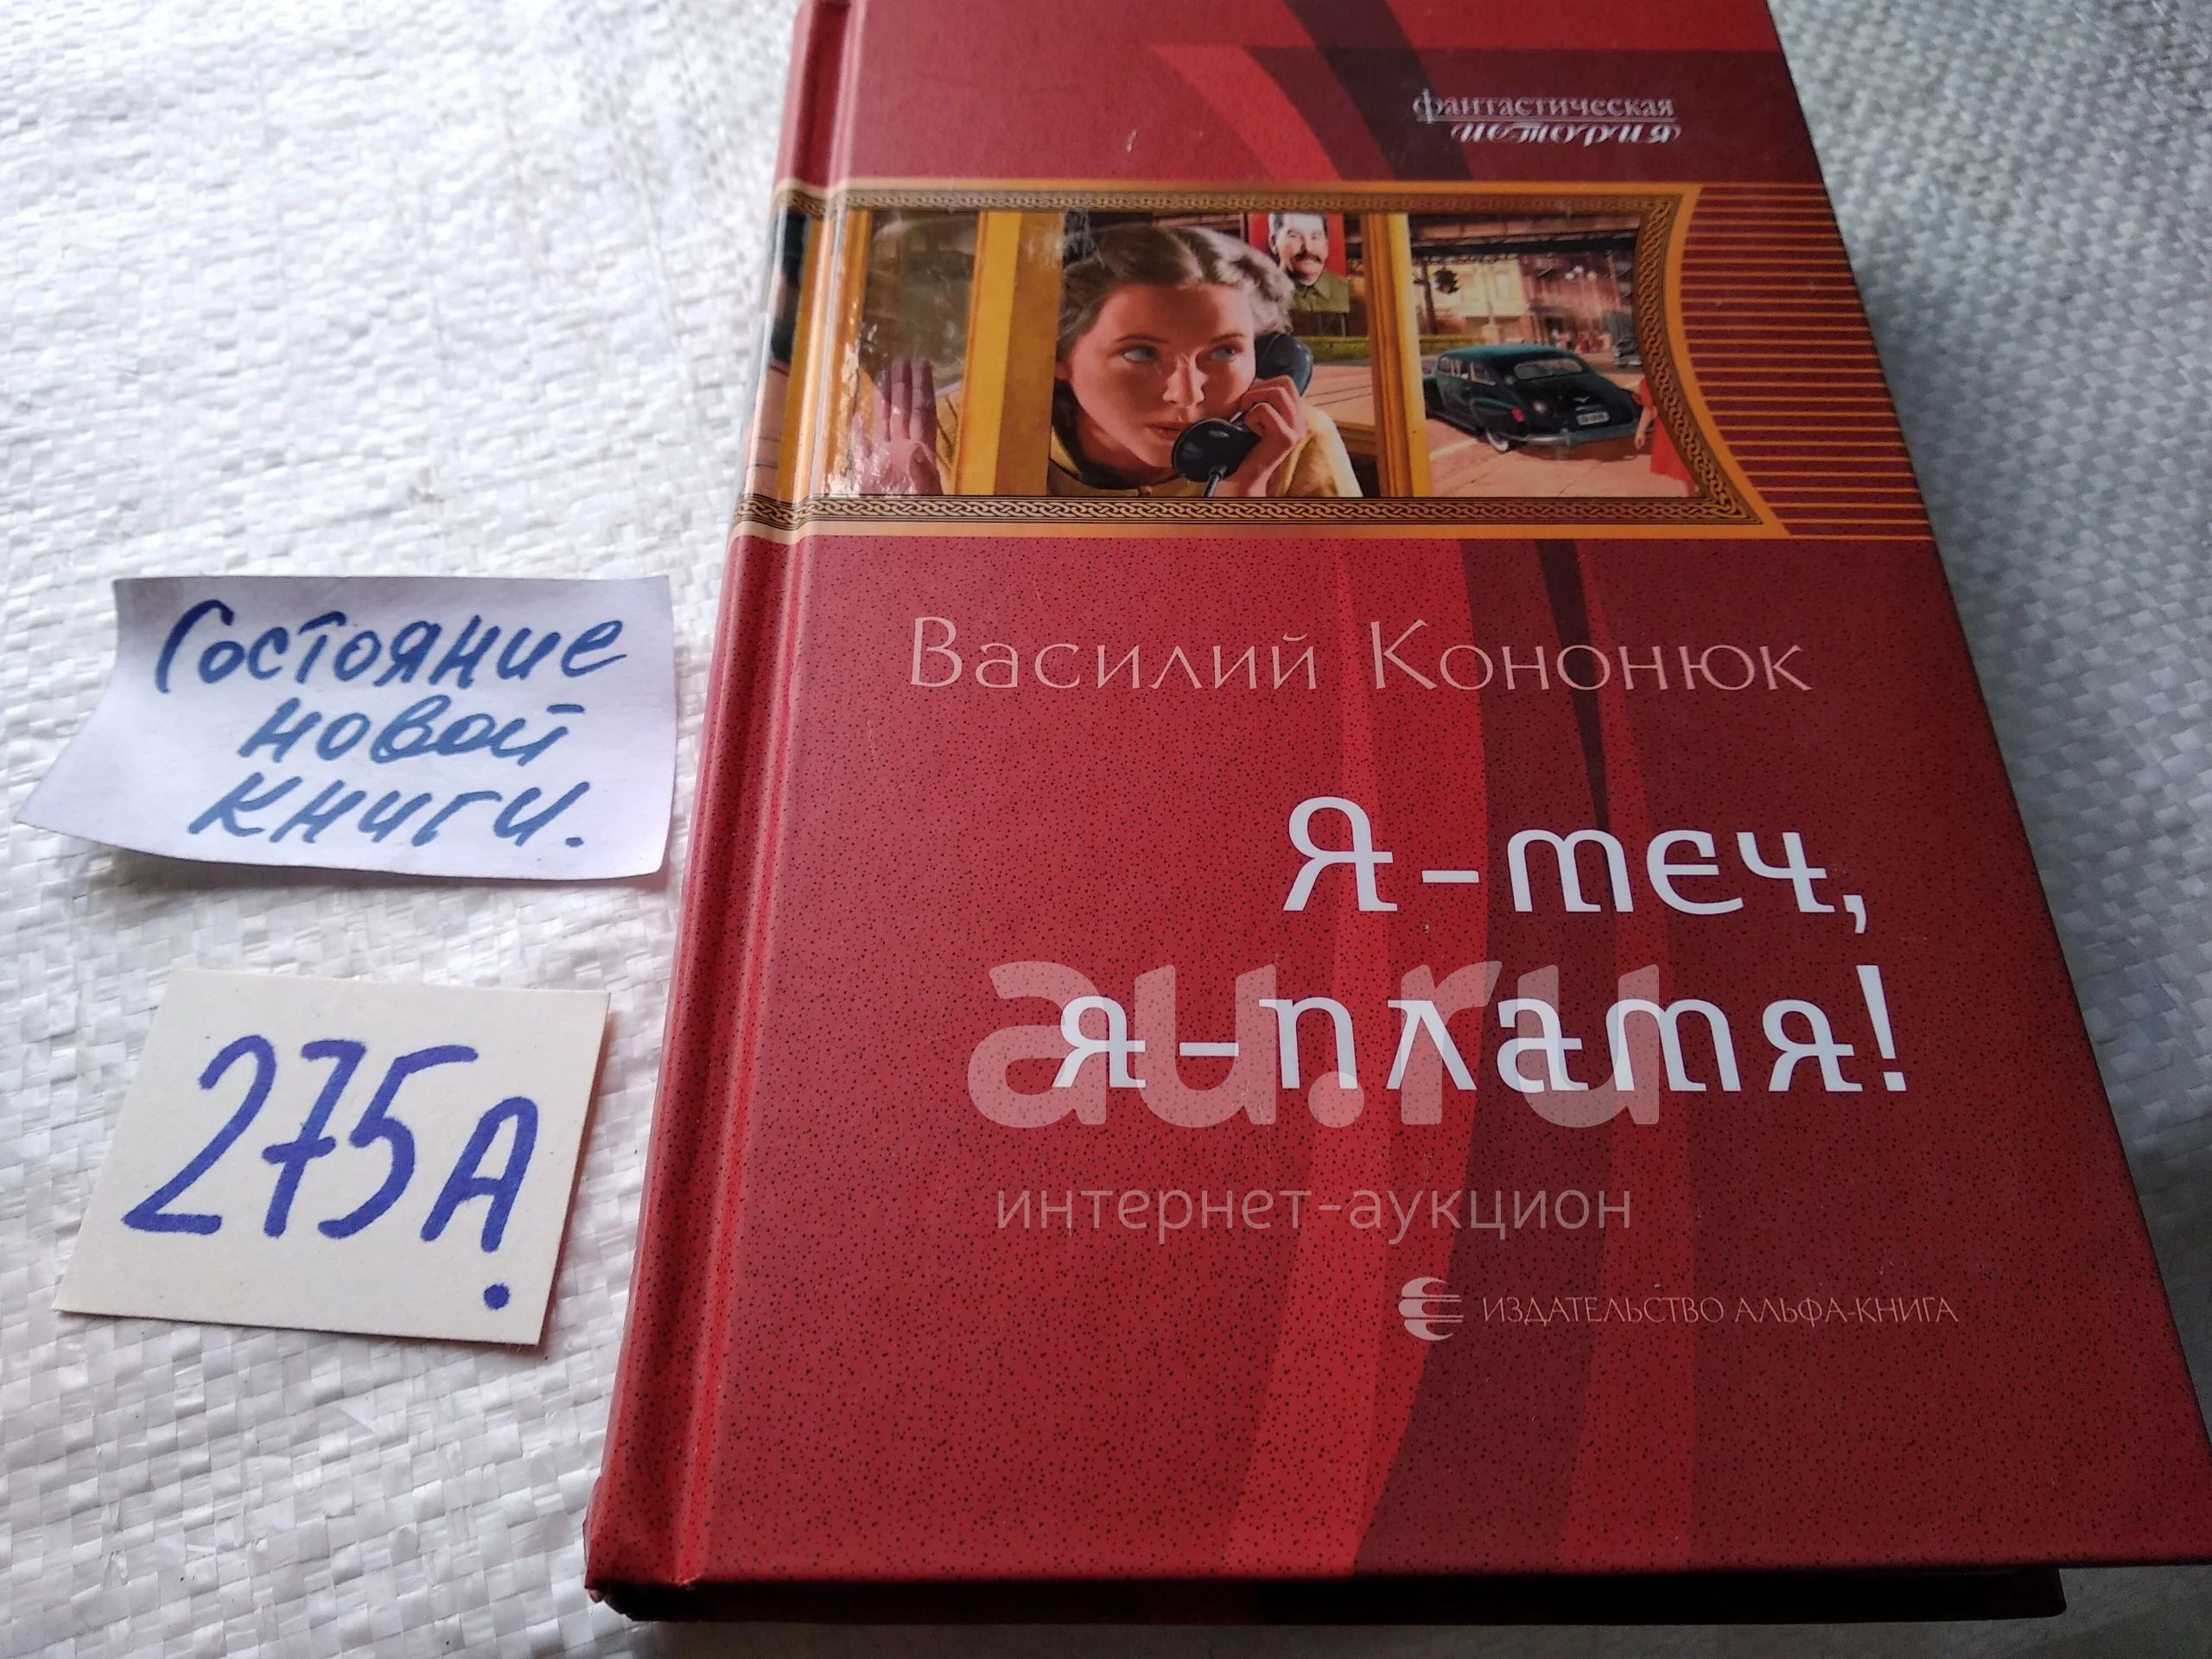 фантастическая
история
Василий Кононюк
Я-меч,
я-пламя!
au.ru
интернет-аукцион
ИЗДАТЕЛЬСТВО АЛЬФА-КНИГА
Состояние
новой
книги.
275А.